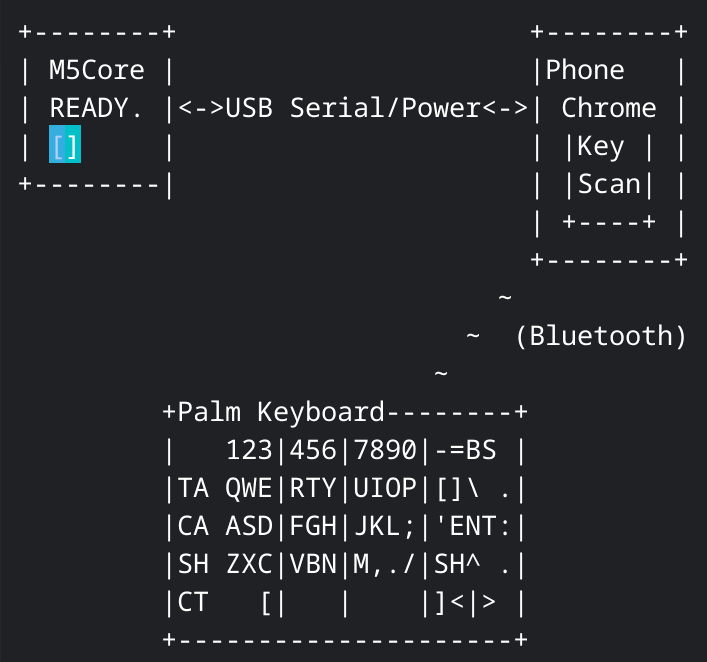 +--------+                      +--------+
| M5Core |                      |Phone   |
| READY. |<->USB Serial/Power<->| Chrome |
| []     |                      | |Key | |
+--------|                      | |Scan| |
                                | +----+ |
                                +--------+
                              ~
                            ~  (Bluetooth)
                          ~
         +Palm Keyboard--------+
         |   123|456|7890|-=BS |
         |TA QWE|RTY|UIOP|[]\ .|
         |CA ASD|FGH|JKL;|'ENT:|
         |SH ZXC|VBN|M,./|SH^ .|
         |CT   [|   |    |]<|> |
         +---------------------+